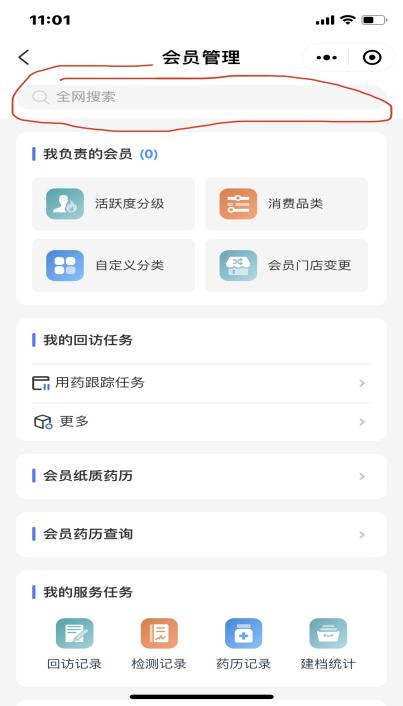 11:01
会员管理
全网搜索
我负责的会员 (0)
活跃度分级
消费品类
自定义分类
会员门店变更
我的回访任务
用药跟踪任务
更多
会员纸质药历
会员药历查询
我的服务任务
回访记录
检测记录
药历记录
建档统计